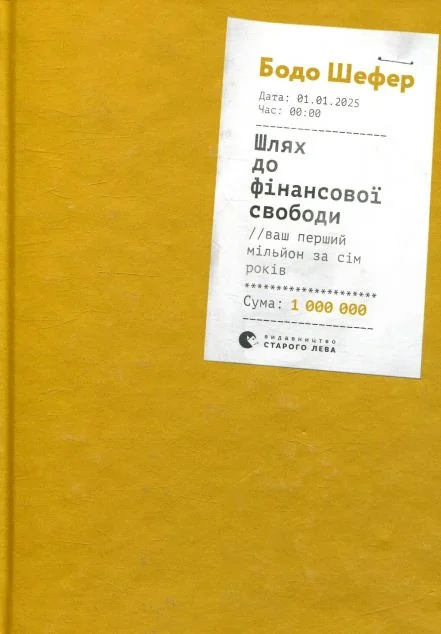 Бодо Шефер
Дата: 01.01.2025
Час: 00:00
--------------------
Шлях
до
фінансової
свободи
//ваш перший
мільйон за сім
років
*********************
Сума: 1 000 000
--------------------
видавництво
СТАРОГО ЛЕВА